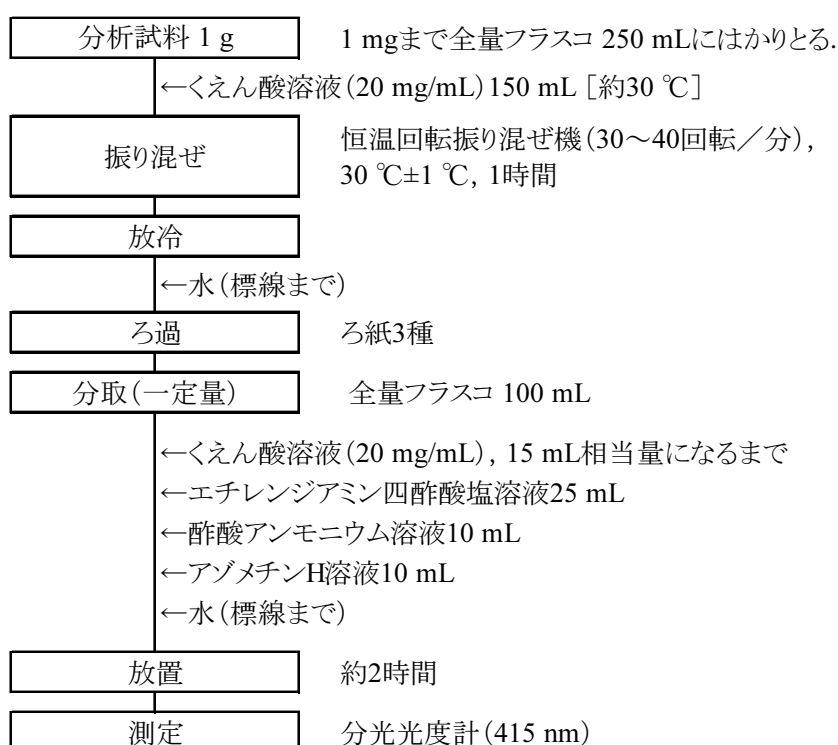 分析試料 1 g
1 mgまで全量フラスコ 250 mLにはかりとる.
←くえん酸溶液(20 mg/mL)150 mL [約30 ℃]
振り混ぜ
恒温回転振り混ぜ機(30～40回転／分),
30 ℃±1 ℃, 1時間
放冷
←水(標線まで)
ろ過
ろ紙3種
分取(一定量)
全量フラスコ 100 mL
←くえん酸溶液(20 mg/mL), 15 mL相当量になるまで
←エチレンジアミン四酢酸塩溶液25 mL
←酢酸アンモニウム溶液10 mL
←アゾメチンH溶液10 mL
←水(標線まで)
放置
約2時間
測定
分光光度計(415 nm)